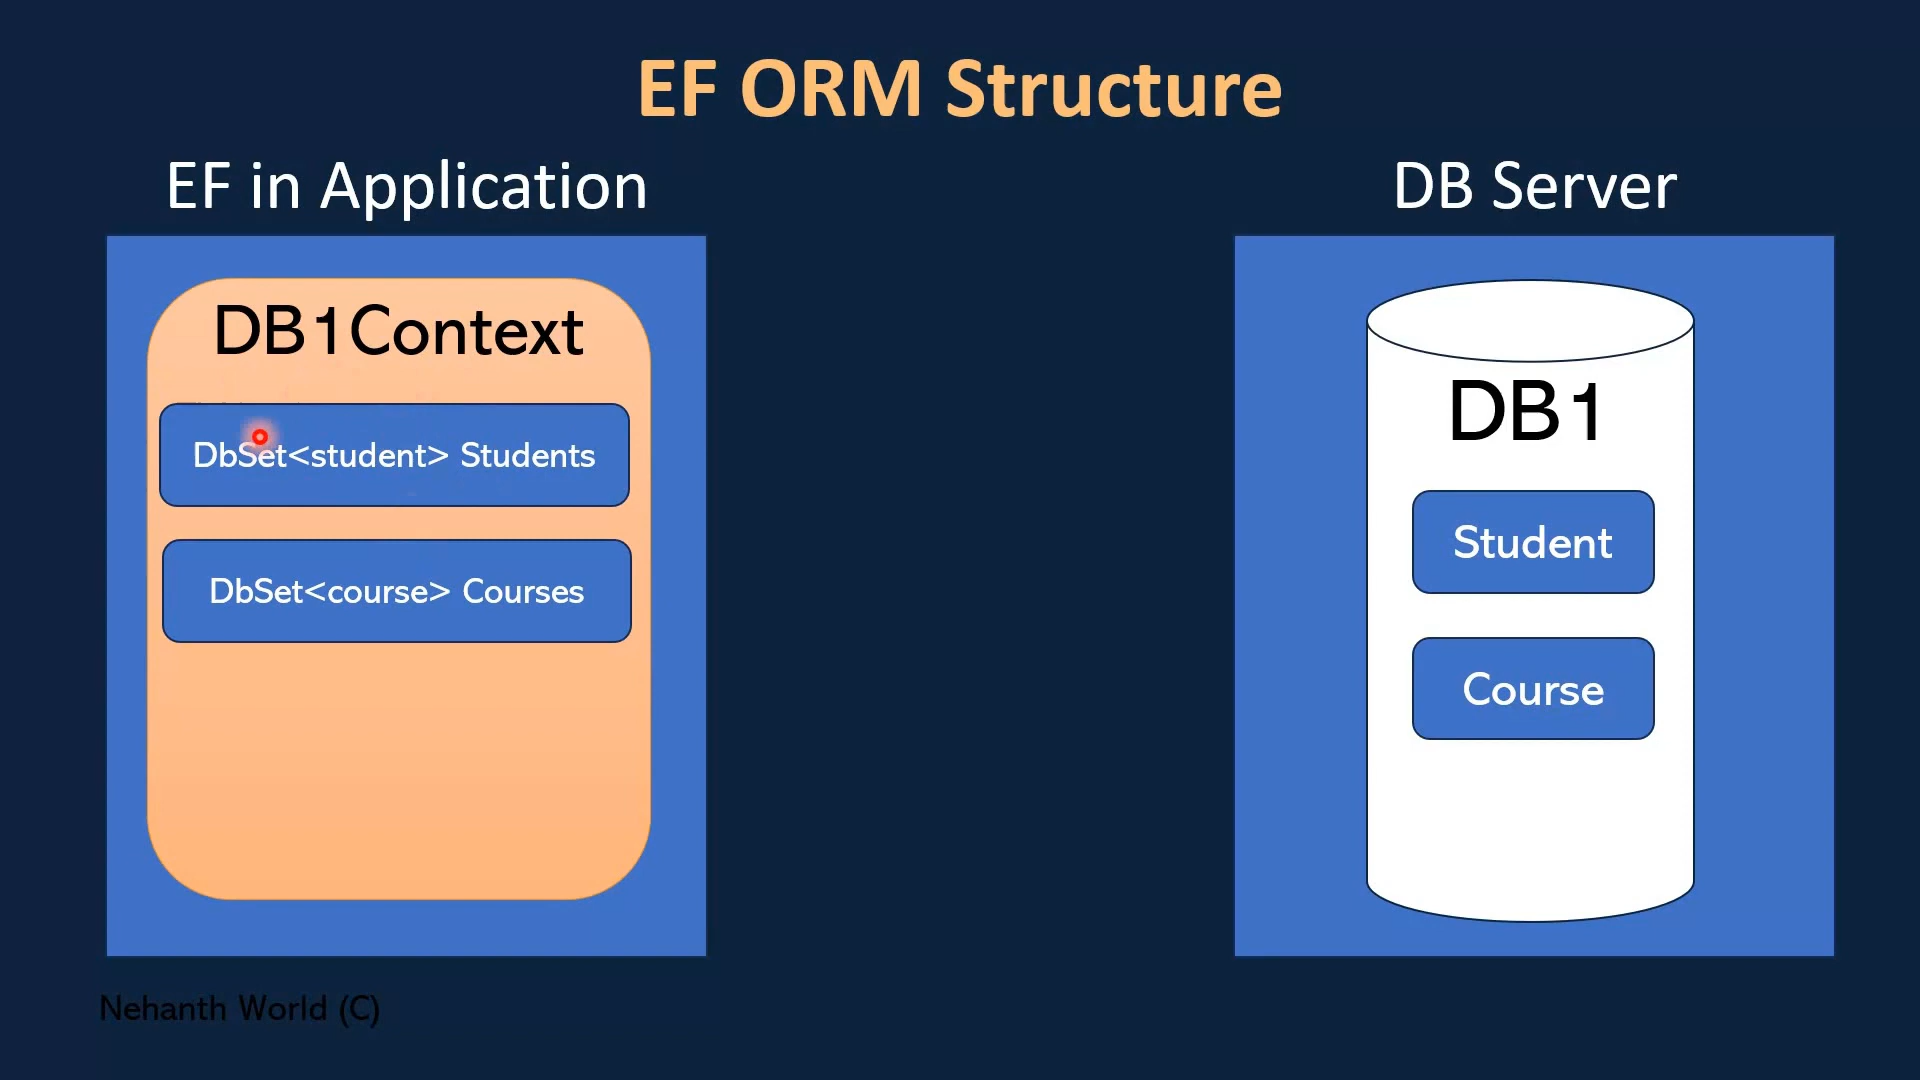 EF ORM Structure
EF in Application
DB1Context
DbSet<student> Students
DbSet<course> Courses
DB Server
DB1
Student
Course
Nehanth World (C)